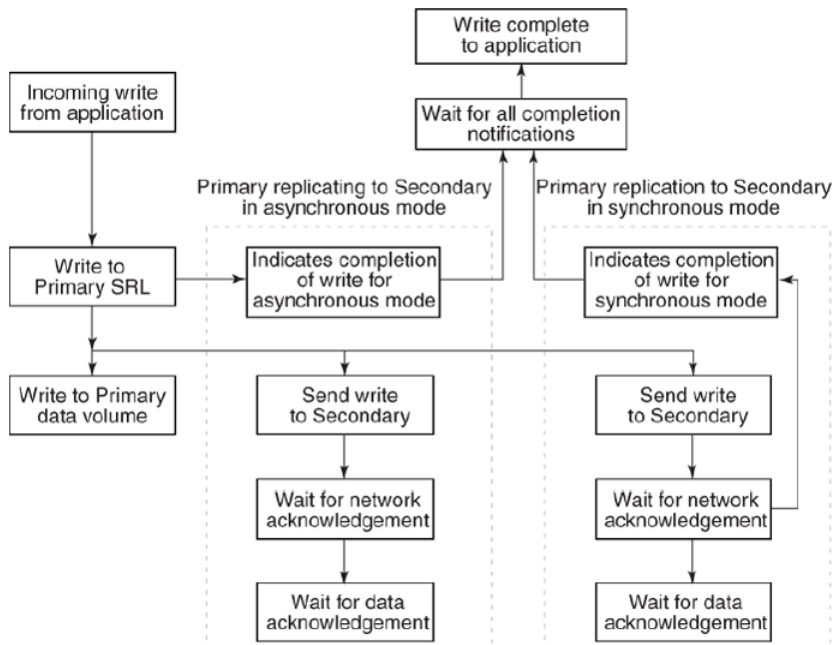 Write complete
to application
Incoming write
from application
Wait for all completion
notifications
Primary replicating to Secondary
in asynchronous mode
Primary replication to Secondary
in synchronous mode
Write to
Primary SRL
Indicates completion
of write for
asynchronous mode
Indicates completion
of write for
synchronous mode
Write to Primary
data volume
Send write
to Secondary
Send write
to Secondary
Wait for network
acknowledgement
Wait for network
acknowledgement
Wait for data
acknowledgement
Wait for data
acknowledgement